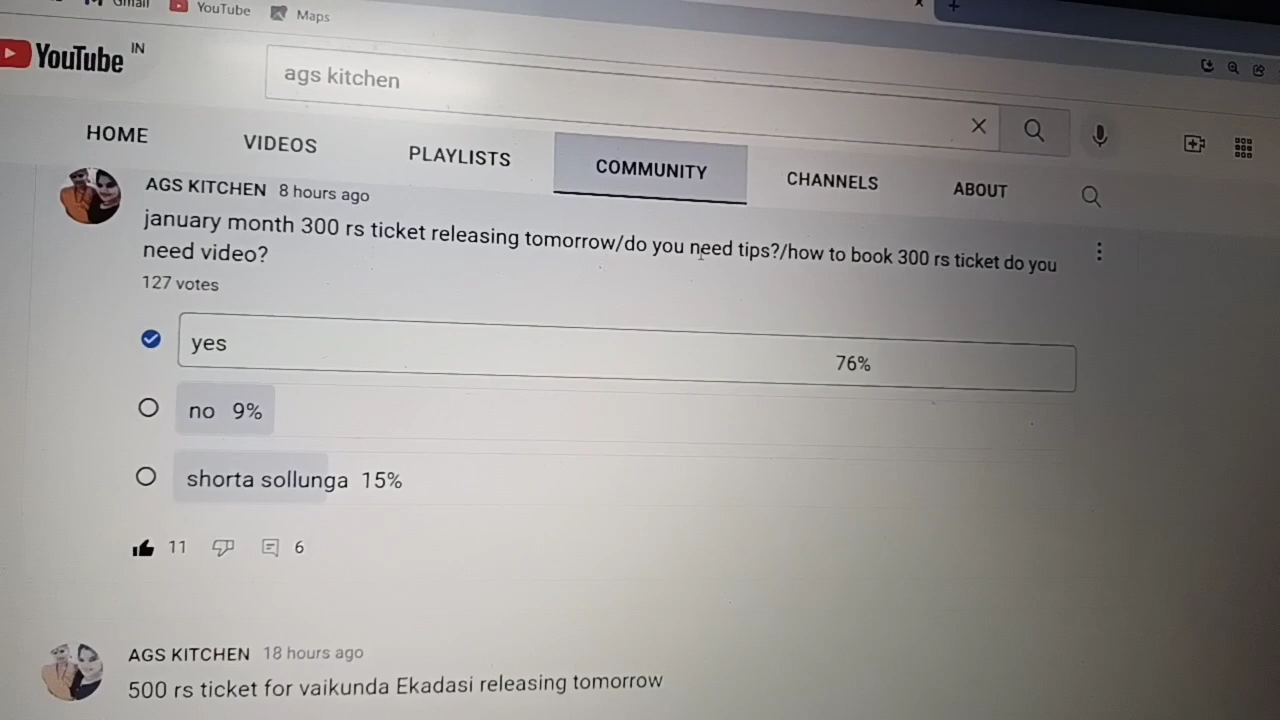 Gmail YouTube Maps
YouTube IN
ags kitchen
HOME VIDEOS PLAYLISTS COMMUNITY CHANNELS ABOUT
AGS KITCHEN 8 hours ago
january month 300 rs ticket releasing tomorrow/do you need tips?/how to book 300 rs ticket do you
need video?
127 votes
yes 76%
no 9%
shorta sollunga 15%
11 6
AGS KITCHEN 18 hours ago
500 rs ticket for vaikunda Ekadasi releasing tomorrow